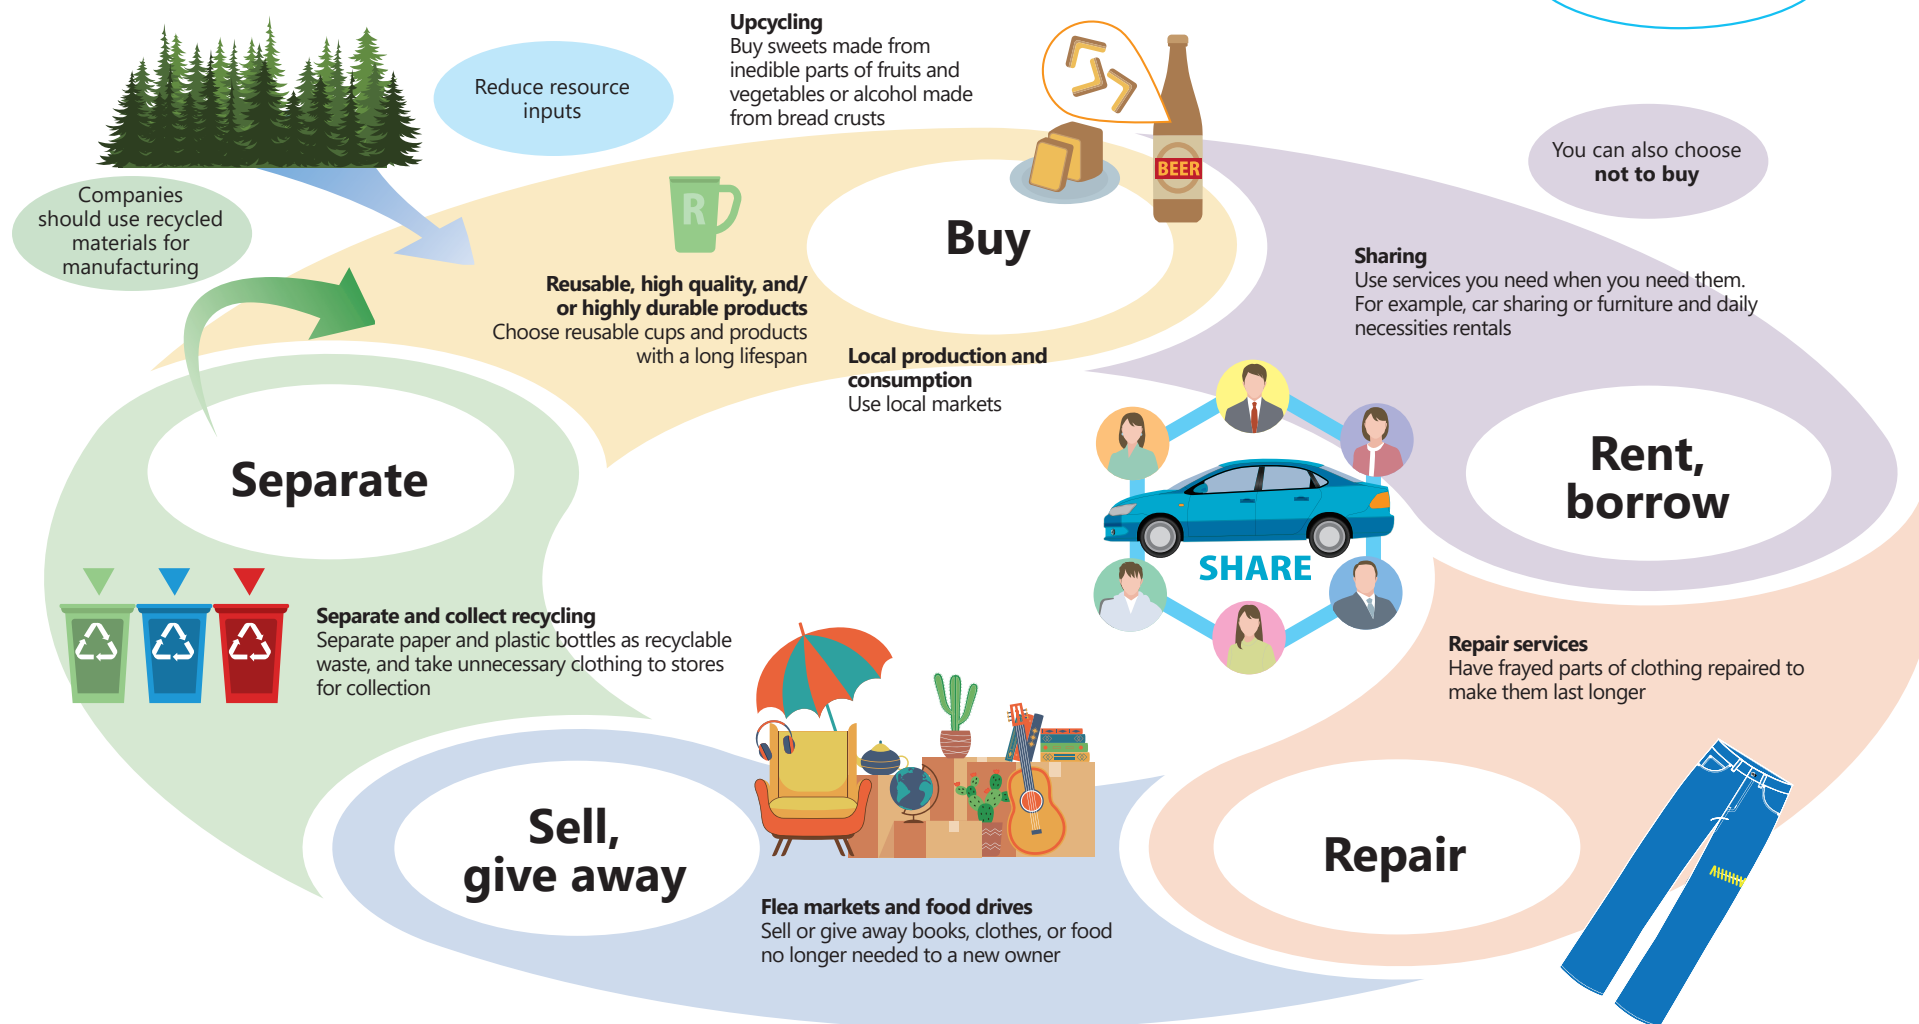 Upcycling
Buy sweets made from
inedible parts of fruits and
vegetables or alcohol made
from bread crusts
Reduce resource
inputs
BEER
You can also choose
not to buy
Companies
should use recycled
materials for
manufacturing
R
Buy
Reusable, high quality, and/
or highly durable products
Choose reusable cups and products
with a long lifespan
Sharing
Use services you need when you need them.
For example, car sharing or furniture and daily
necessities rentals
Local production and
consumption
Use local markets
Separate
Rent,
borrow
SHARE
Separate and collect recycling
Separate paper and plastic bottles as recyclable
waste, and take unnecessary clothing to stores
for collection
Repair services
Have frayed parts of clothing repaired to
make them last longer
Sell,
give away
Repair
Flea markets and food drives
Sell or give away books, clothes, or food
no longer needed to a new owner